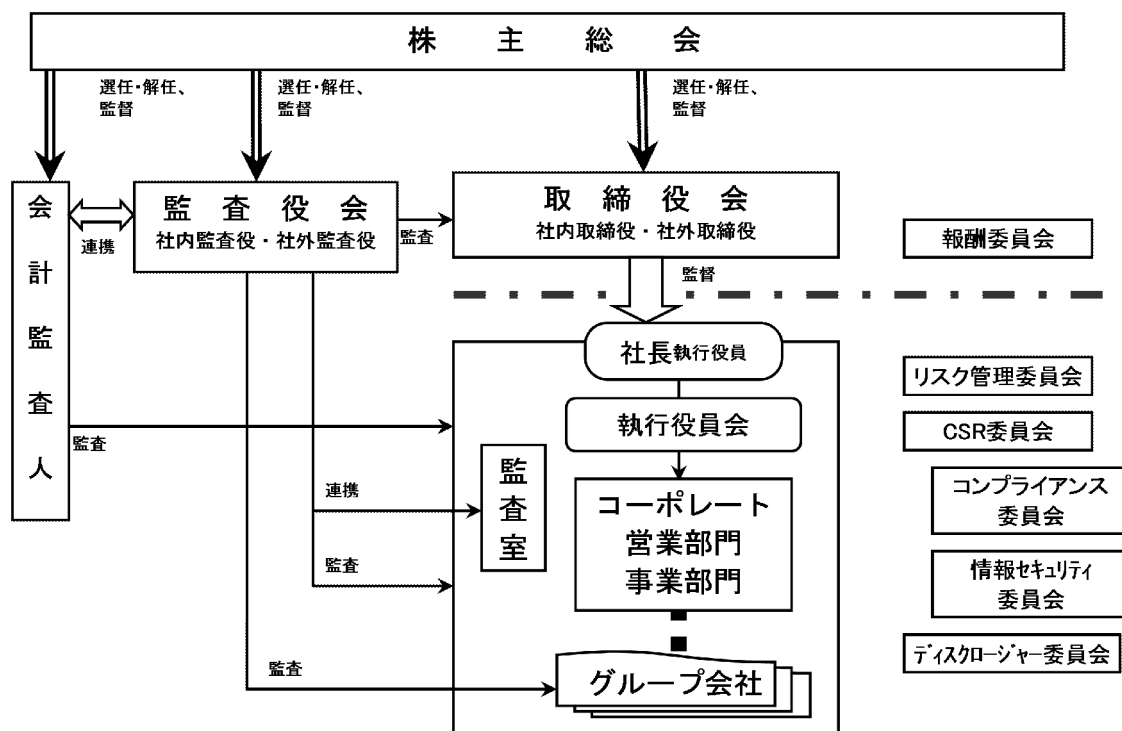 株主総会
選任・解任、
監督
選任・解任、
監督
選任・解任、
監督
会計監査人
連携
監査役会
社内監査役・社外監査役
監査
取締役会
社内取締役・社外取締役
報酬委員会
監督
社長執行役員
リスク管理委員会
執行役員会
CSR委員会
監査
監査室
連携
コーポレート
営業部門
事業部門
コンプライアンス
委員会
監査
情報セキュリティ
委員会
ディスクロージャー委員会
監査
グループ会社